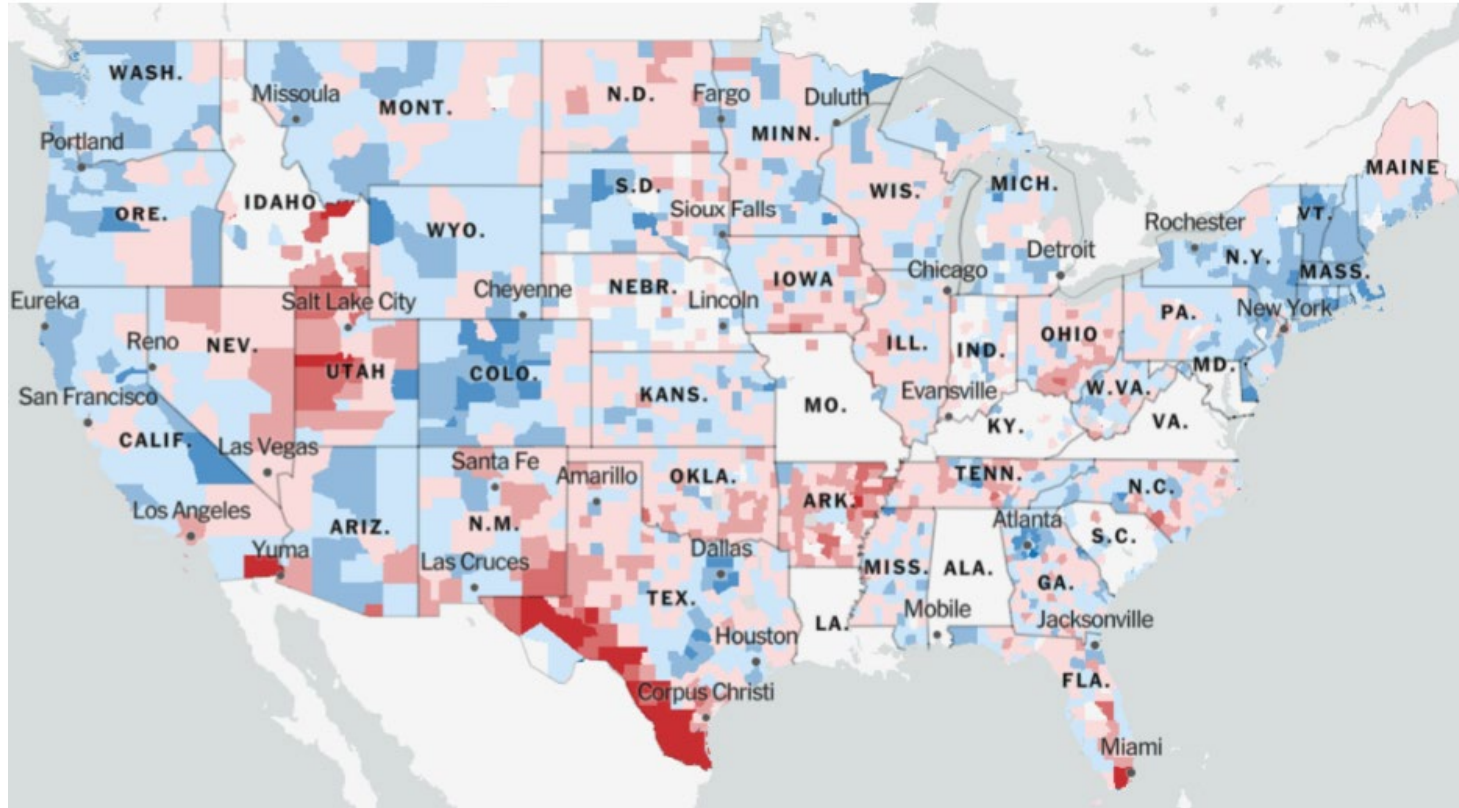 WASH.
Missoula
MONT.
N.D.
Fargo
Duluth
MINN.
Portland
ORE.
IDAHO
WYO.
S.D.
Sioux Falls
WIS.
MICH.
MAINE
VT.
Rochester
N.Y.
MASS.
Detroit
Chicago
IOWA
Eureka
Salt Lake City
Cheyenne
NEBR.
Lincoln
New York
PA.
Reno
NEV.
UTAH
COLO.
KANS.
ILL.
IND.
OHIO
MD.
San Francisco
CALIF.
Las Vegas
MO.
Evansville
W.VA.
KY.
VA.
Santa Fe
Amarillo
OKLA.
ARK.
TENN.
N.C.
Los Angeles
ARIZ.
N.M.
Atlanta
S.C.
Yuma
Las Cruces
Dallas
MISS.
ALA.
GA.
TEX.
LA.
Mobile
Jacksonville
Houston
FLA.
Corpus Christi
Miami